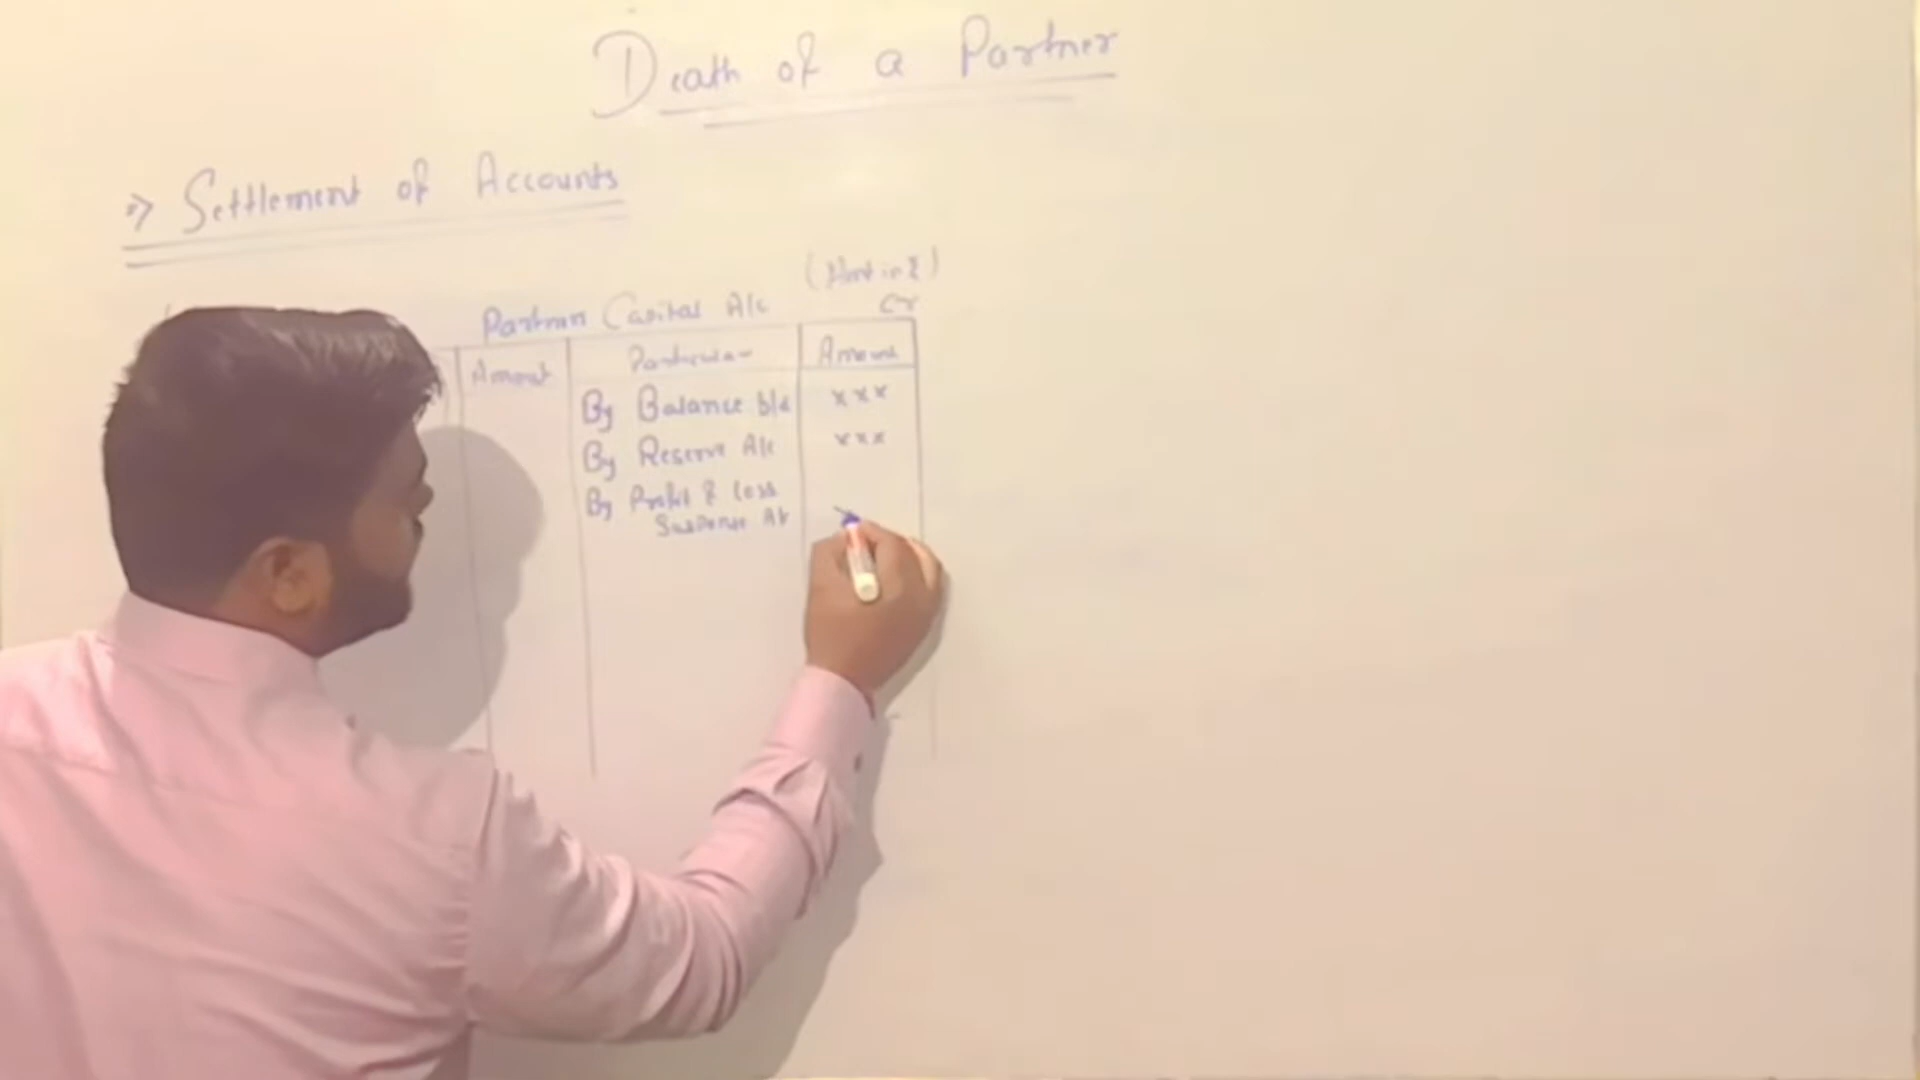 Death of a Partner
=> Settlement of Accounts
(Amt in ₹)
Partners Capital A/c Cr
Amount Particular Amount
By Balance b/d xxx
By Reserve A/c xxx
By Profit & Loss
Suspense A/c